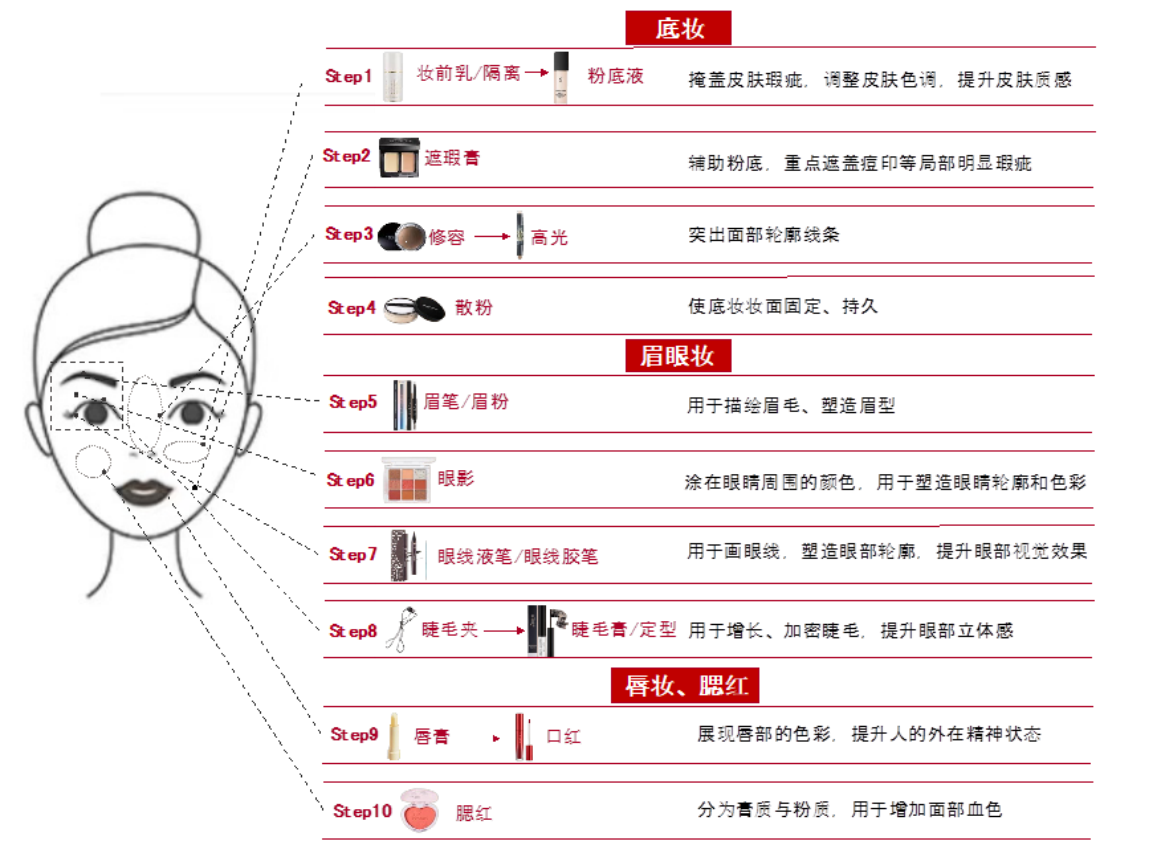 底妆
Step1 妆前乳/隔离 粉底液 掩盖皮肤瑕疵，调整皮肤色调，提升皮肤质感
Step2 遮瑕膏 辅助粉底，重点遮盖痘印等局部明显瑕疵
Step3 修容 高光 突出面部轮廓线条
Step4 散粉 使底妆妆面固定、持久
眉眼妆
Step5 眉笔/眉粉 用于描绘眉毛、塑造眉型
Step6 眼影 涂在眼睛周围的颜色，用于塑造眼睛轮廓和色彩
Step7 眼线液笔/眼线胶笔 用于画眼线，塑造眼部轮廓，提升眼部视觉效果
Step8 睫毛夹 睫毛膏/定型 用于增长、加密睫毛，提升眼部立体感
唇妆、腮红
Step9 唇膏 口红 展现唇部的色彩，提升人的外在精神状态
Step10 腮红 分为膏质与粉质，用于增加面部血色